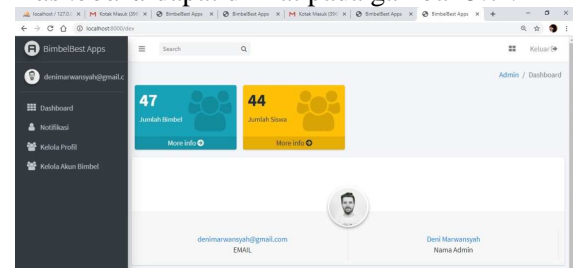 localhost / 127.0.
Kotak Masuk (39
BimbelBest Apps
BimbelBest Apps
Kotak Masuk (39
BimbelBest Apps
BimbelBest Apps
localhost:8000/dev
BimbelBest Apps
Search
Keluar
denimarwansyah@gmail.c
Admin / Dashboard
Dashboard
Notifikasi
Kelola Profil
Kelola Akun Bimbel
47
Jumlah Bimbel
More info
44
Jumlah Siswa
More info
denimarwansyah@gmail.com
EMAIL
Deni Marwansyah
Nama Admin